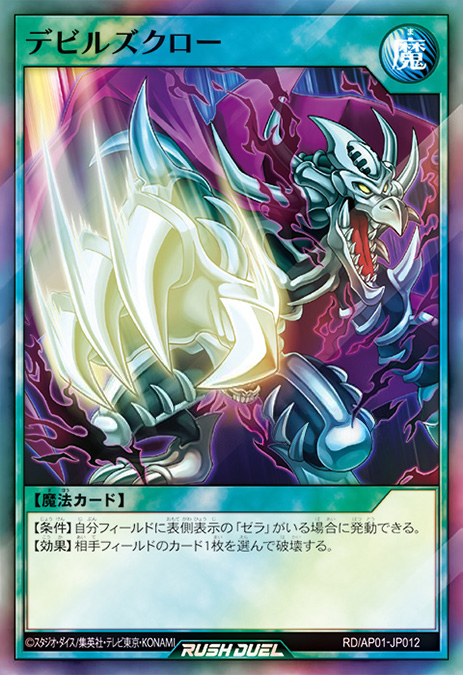 デビルズクロー
魔
【魔法カード】
【条件】自分フィールドに表側表示の「ゼラ」がいる場合に発動できる。
【効果】相手フィールドのカード1枚を選んで破壊する。
©スタジオ・ダイス/集英社・テレビ東京・KONAMI
RUSH DUEL
RD/AP01-JP012